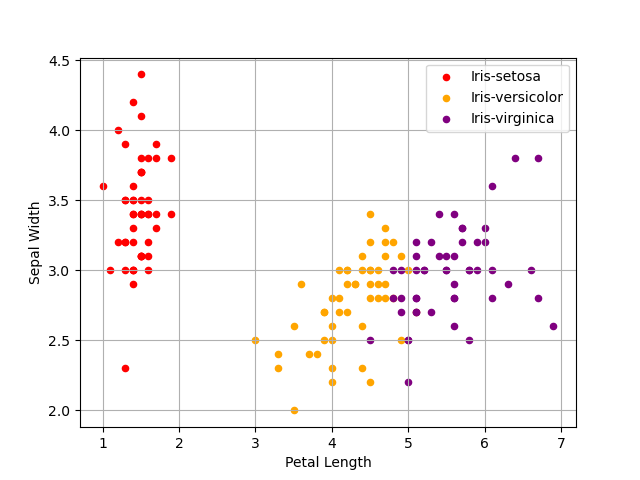 4.5
4.0
3.5
3.0
2.5
2.0
Sepal Width
Iris-setosa
Iris-versicolor
Iris-virginica
1 2 3 4 5 6 7
Petal Length